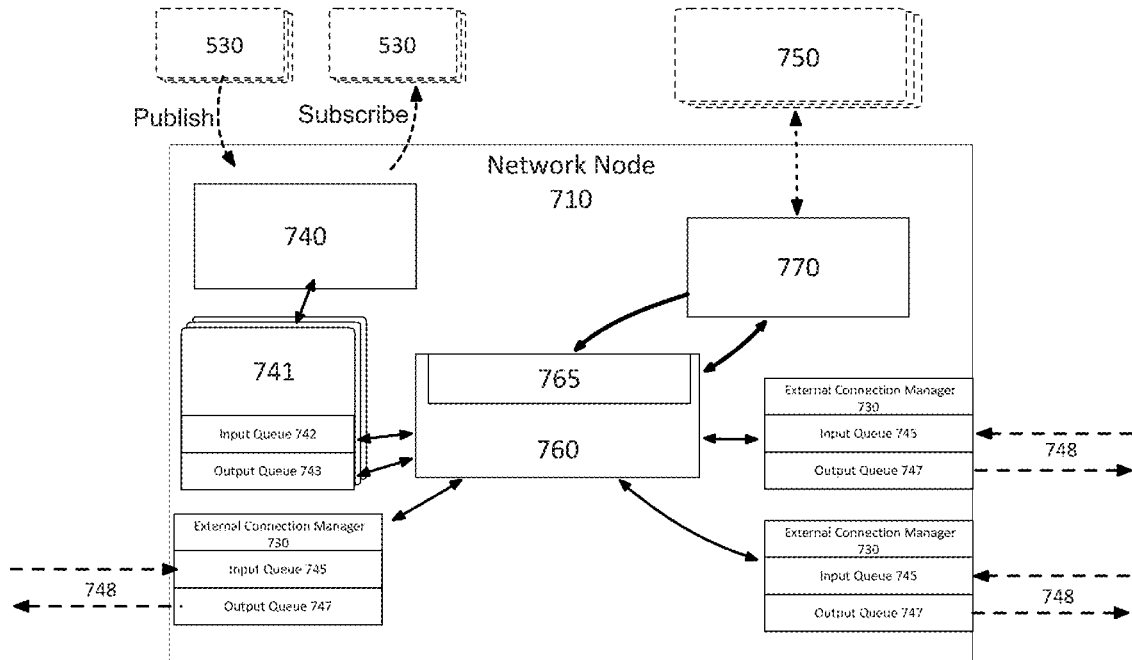 530
530
750
Publish
Subscribe
Network Node
710
740
770
741
765
760
Input Queue 742
Output Queue 743
External Connection Manager
730
Input Queue 745
Output Queue 747
748
External Connection Manager
730
Input Queue 745
Output Queue 747
748
External Connection Manager
730
Input Queue 745
Output Queue 747
748